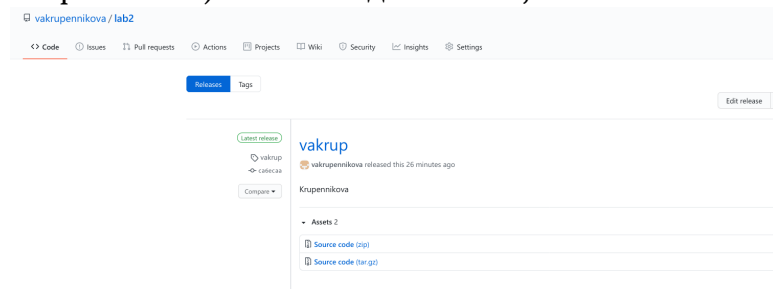 vakrupennikova / lab2
Code Issues Pull requests Actions Projects Wiki Security Insights Settings
Releases Tags
Edit release
Latest release
vakrup
ca6ecaa
Compare
vakrup
vakrupennikova released this 26 minutes ago
Krupennikova
Assets 2
Source code (zip)
Source code (tar.gz)